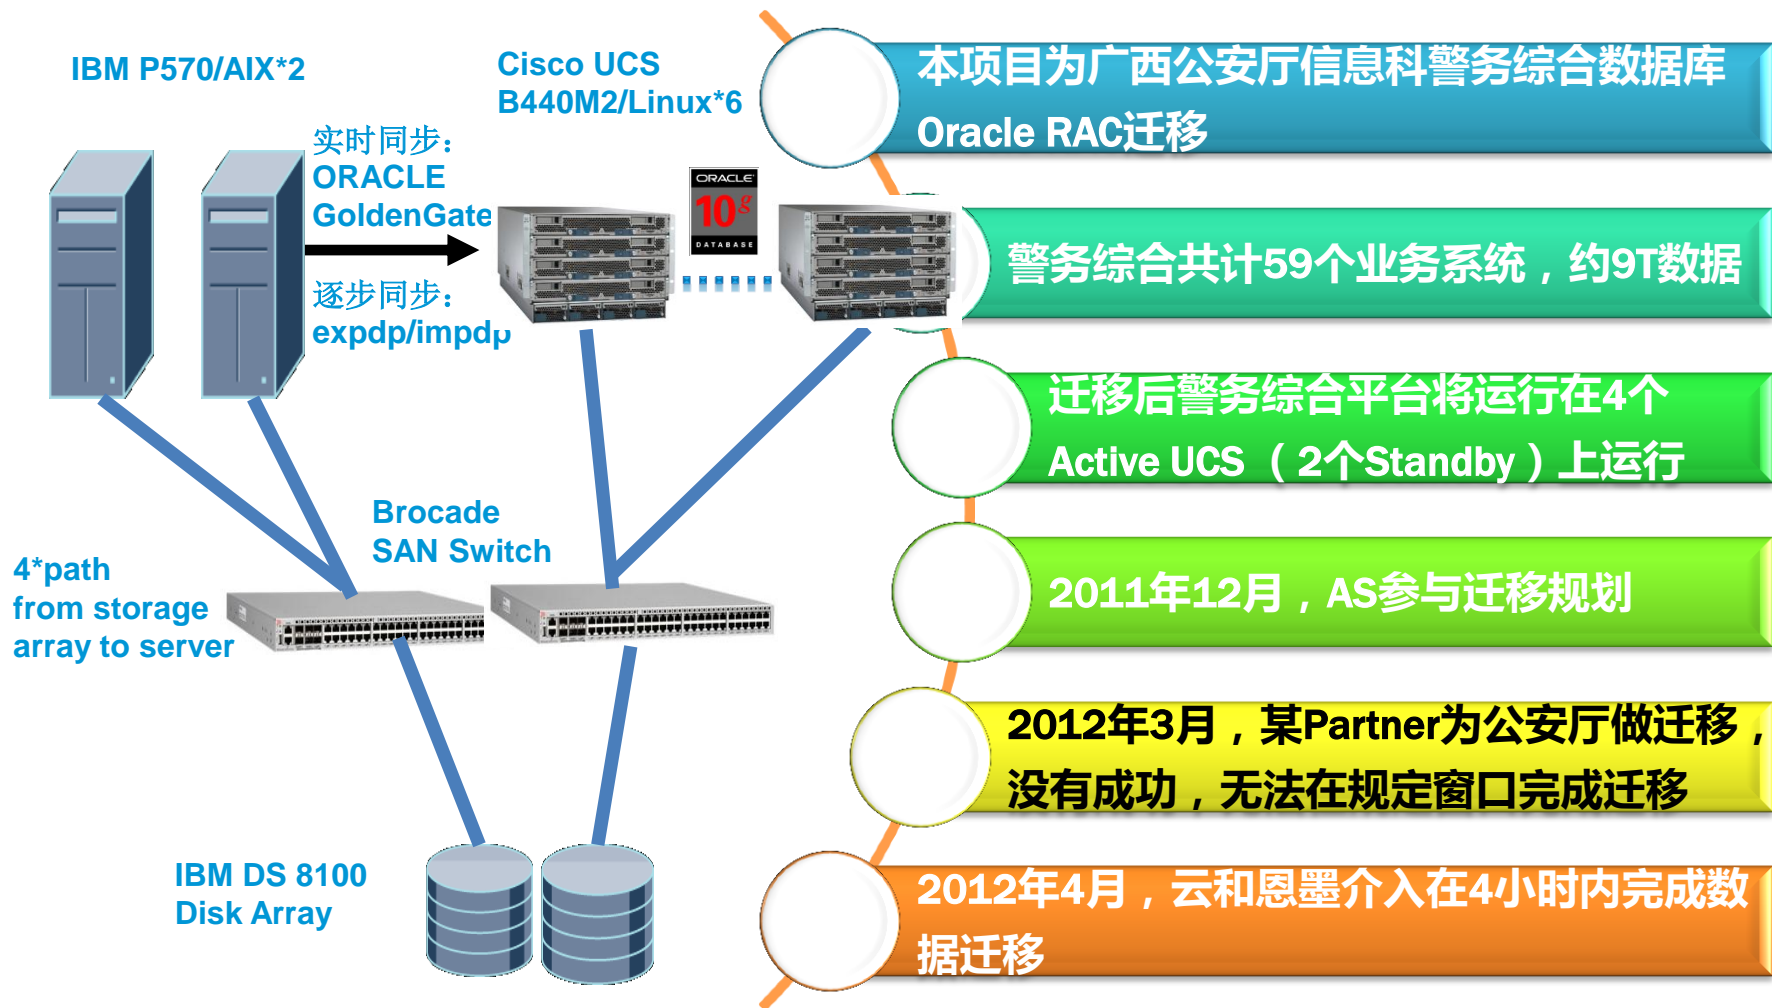 IBM P570/AIX*2
Cisco UCS
B440M2/Linux*6
实时同步：
ORACLE
GoldenGate
逐步同步：
expdp/impdp
ORACLE
10g
DATABASE
Brocade
SAN Switch
4*path
from storage
array to server
IBM DS 8100
Disk Array
本项目为广西公安厅信息科警务综合数据库
Oracle RAC迁移
警务综合共计59个业务系统，约9T数据
迁移后警务综合平台将运行在4个
Active UCS（2个Standby）上运行
2011年12月，AS参与迁移规划
2012年3月，某Partner为公安厅做迁移，
没有成功，无法在规定窗口完成迁移
2012年4月，云和恩墨介入在4小时内完成数
据迁移